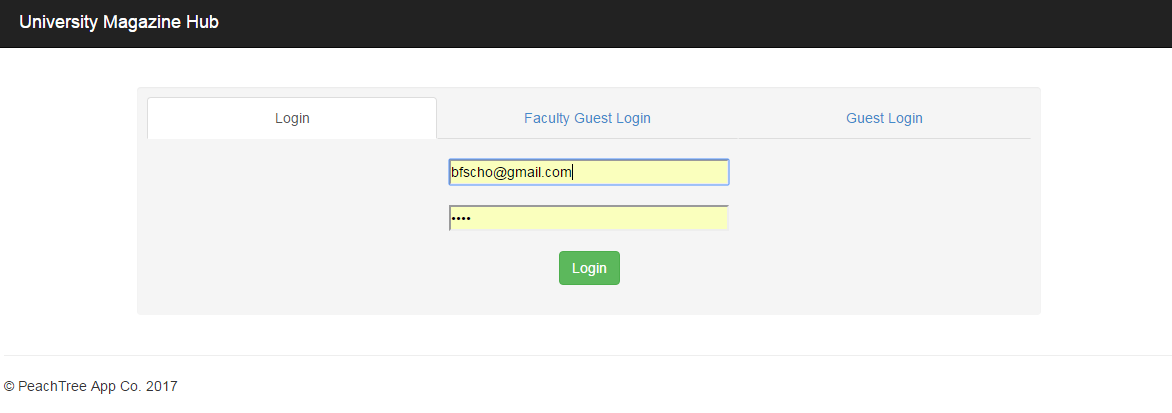 University Magazine Hub
Login Faculty Guest Login Guest Login
bfscho@gmail.com
••••
Login
© PeachTree App Co. 2017